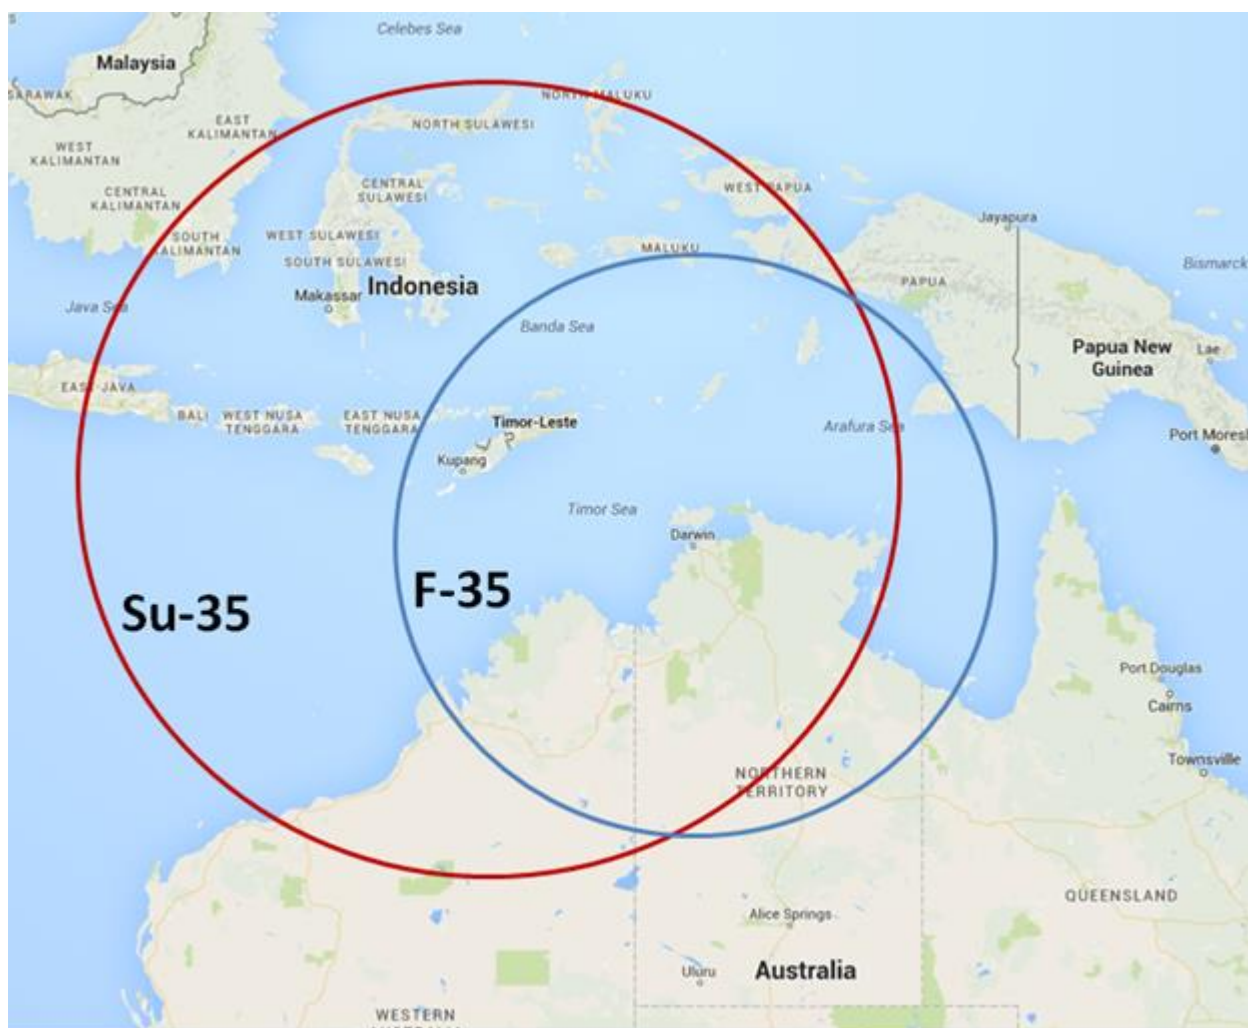 Celebes Sea
Malaysia
SARAWAK
NORTH MALUKU
EAST
KALIMANTAN
NORTH SULAWESI
WEST
KALIMANTAN
CENTRAL
KALIMANTAN
CENTRAL
SULAWESI
WEST PAPUA
Jayapura
SOUTH
KALIMANTAN
WEST SULAWESI
MALUKU
SOUTH SULAWESI
Bismarck
Indonesia
Makassar
PAPUA
Java Sea
Banda Sea
Papua New
Guinea
Lae
EAST JAVA
BALI
WEST NUSA
TENGGARA
EAST NUSA
TENGGARA
Timor-Leste
Arafura Sea
Port Moresb
Kupang
Timor Sea
Darwin
F-35
Su-35
Port Douglas
Cairns
Townsville
NORTHERN
TERRITORY
QUEENSLAND
Alice Springs
Uluru
Australia
WESTERN